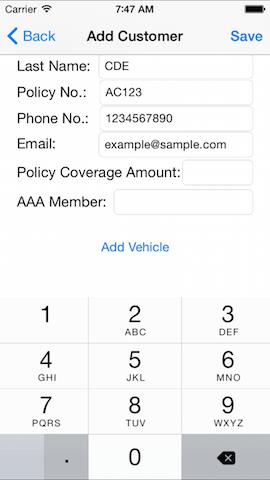 Carrier 7:47 AM
Back Add Customer Save
Last Name: CDE
Policy No.: AC123
Phone No.: 1234567890
Email: example@sample.com
Policy Coverage Amount:
AAA Member:
Add Vehicle
1 2 3
ABC DEF
4 5 6
GHI JKL MNO
7 8 9
PQRS TUV WXYZ
. 0